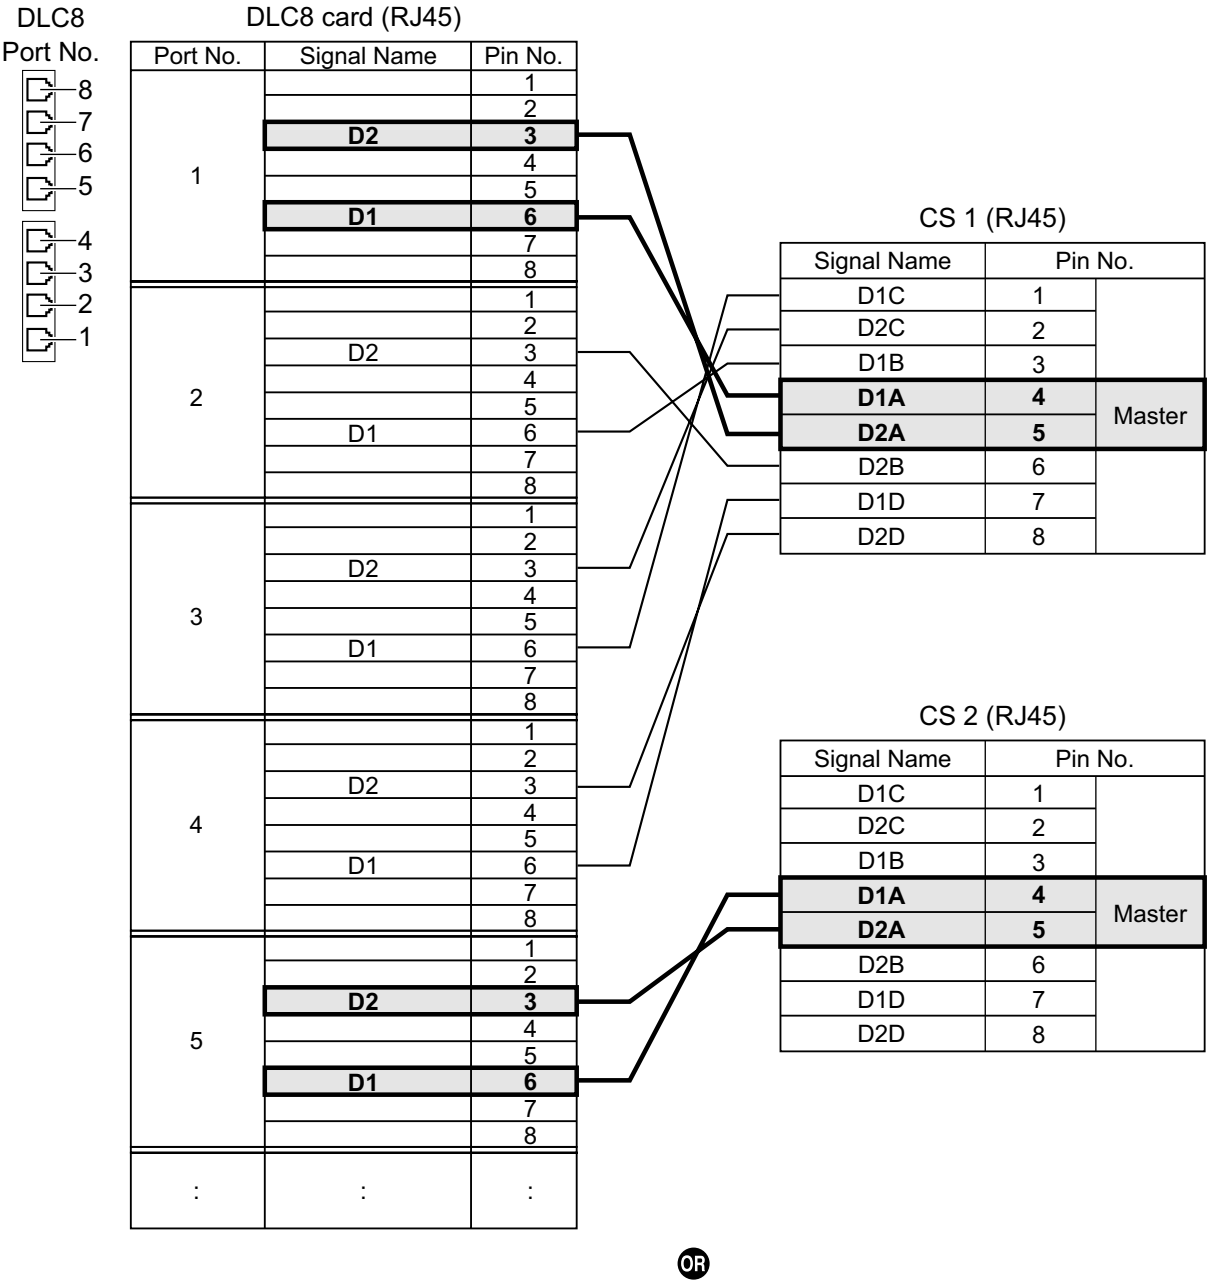 DLC8
Port No.
8
7
6
5
4
3
2
1
DLC8 card (RJ45)
Port No. Signal Name Pin No.
1
1
2
D2 3
4
5
D1 6
7
8
2
1
2
D2 3
4
5
D1 6
7
8
3
1
2
D2 3
4
5
D1 6
7
8
4
1
2
D2 3
4
5
D1 6
7
8
5
1
2
D2 3
4
5
D1 6
7
8
: : :
CS 1 (RJ45)
Signal Name Pin No.
D1C 1
D2C 2
D1B 3
D1A 4
Master
D2A 5
D2B 6
D1D 7
D2D 8
CS 2 (RJ45)
Signal Name Pin No.
D1C 1
D2C 2
D1B 3
D1A 4
Master
D2A 5
D2B 6
D1D 7
D2D 8
OR